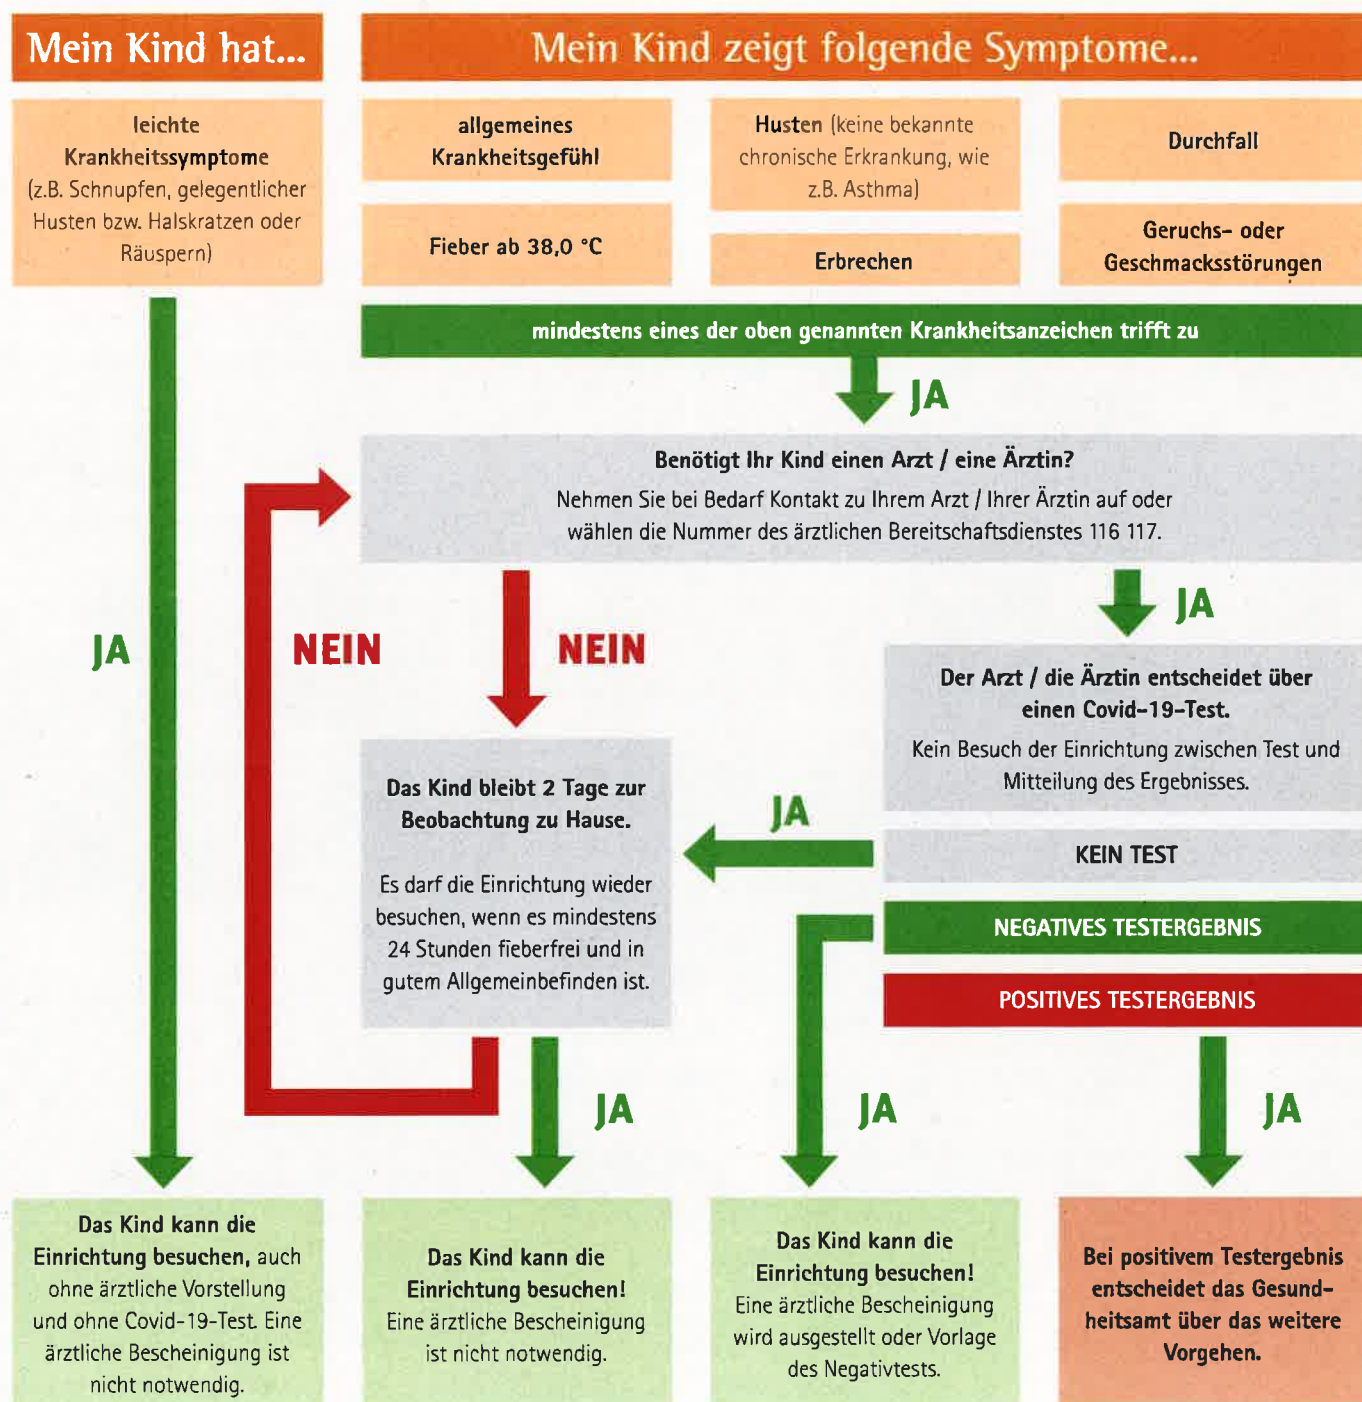 Mein Kind hat...
leichte
Krankheitssymptome
(z.B. Schnupfen, gelegentlicher
Husten bzw. Halskratzen oder
Räuspern)
Mein Kind zeigt folgende Symptome...
allgemeines
Krankheitsgefühl
Husten (keine bekannte
chronische Erkrankung, wie
z.B. Asthma)
Durchfall
Fieber ab 38,0 °C
Erbrechen
Geruchs- oder
Geschmacksstörungen
mindestens eines der oben genannten Krankheitsanzeichen trifft zu
JA
Benötigt Ihr Kind einen Arzt / eine Ärztin?
Nehmen Sie bei Bedarf Kontakt zu Ihrem Arzt / Ihrer Ärztin auf oder
wählen die Nummer des ärztlichen Bereitschaftsdienstes 116 117.
JA
NEIN
NEIN
JA
Der Arzt / die Ärztin entscheidet über
einen Covid-19-Test.
Kein Besuch der Einrichtung zwischen Test und
Mitteilung des Ergebnisses.
Das Kind bleibt 2 Tage zur
Beobachtung zu Hause.
Es darf die Einrichtung wieder
besuchen, wenn es mindestens
24 Stunden fieberfrei und in
gutem Allgemeinbefinden ist.
JA
KEIN TEST
NEGATIVES TESTERGEBNIS
POSITIVES TESTERGEBNIS
JA
JA
JA
Das Kind kann die
Einrichtung besuchen, auch
ohne ärztliche Vorstellung
und ohne Covid-19-Test. Eine
ärztliche Bescheinigung ist
nicht notwendig.
Das Kind kann die
Einrichtung besuchen!
Eine ärztliche Bescheinigung
ist nicht notwendig.
Das Kind kann die
Einrichtung besuchen!
Eine ärztliche Bescheinigung
wird ausgestellt oder Vorlage
des Negativtests.
Bei positivem Testergebnis
entscheidet das Gesund-
heitsamt über das weitere
Vorgehen.